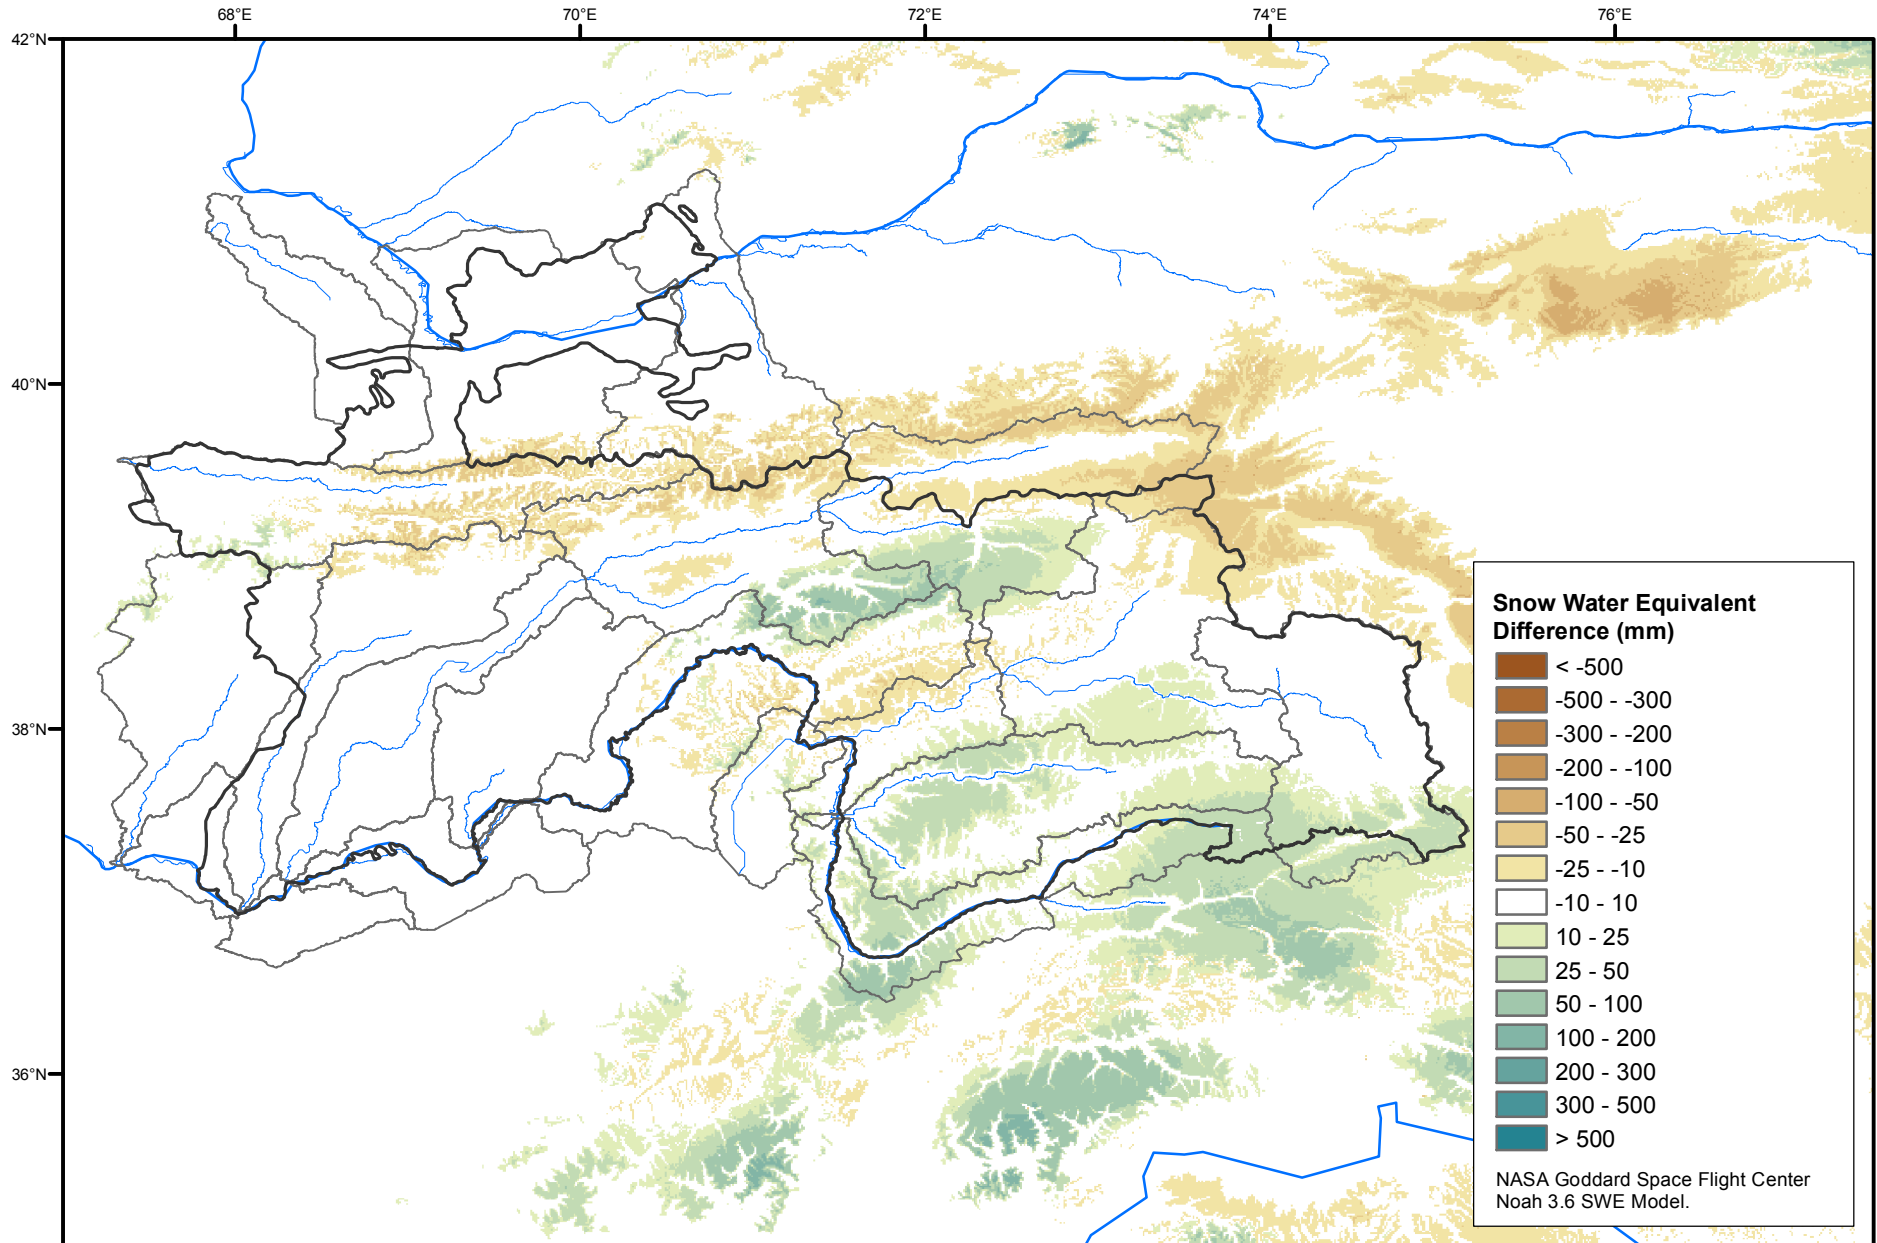 68°E
70°E
72°E
74°E
76°E
42°N
40°N
38°N
36°N
Snow Water Equivalent
Difference (mm)
< -500
-500 - -300
-300 - -200
-200 - -100
-100 - -50
-50 - -25
-25 - -10
-10 - 10
10 - 25
25 - 50
50 - 100
100 - 200
200 - 300
300 - 500
> 500
NASA Goddard Space Flight Center
Noah 3.6 SWE Model.